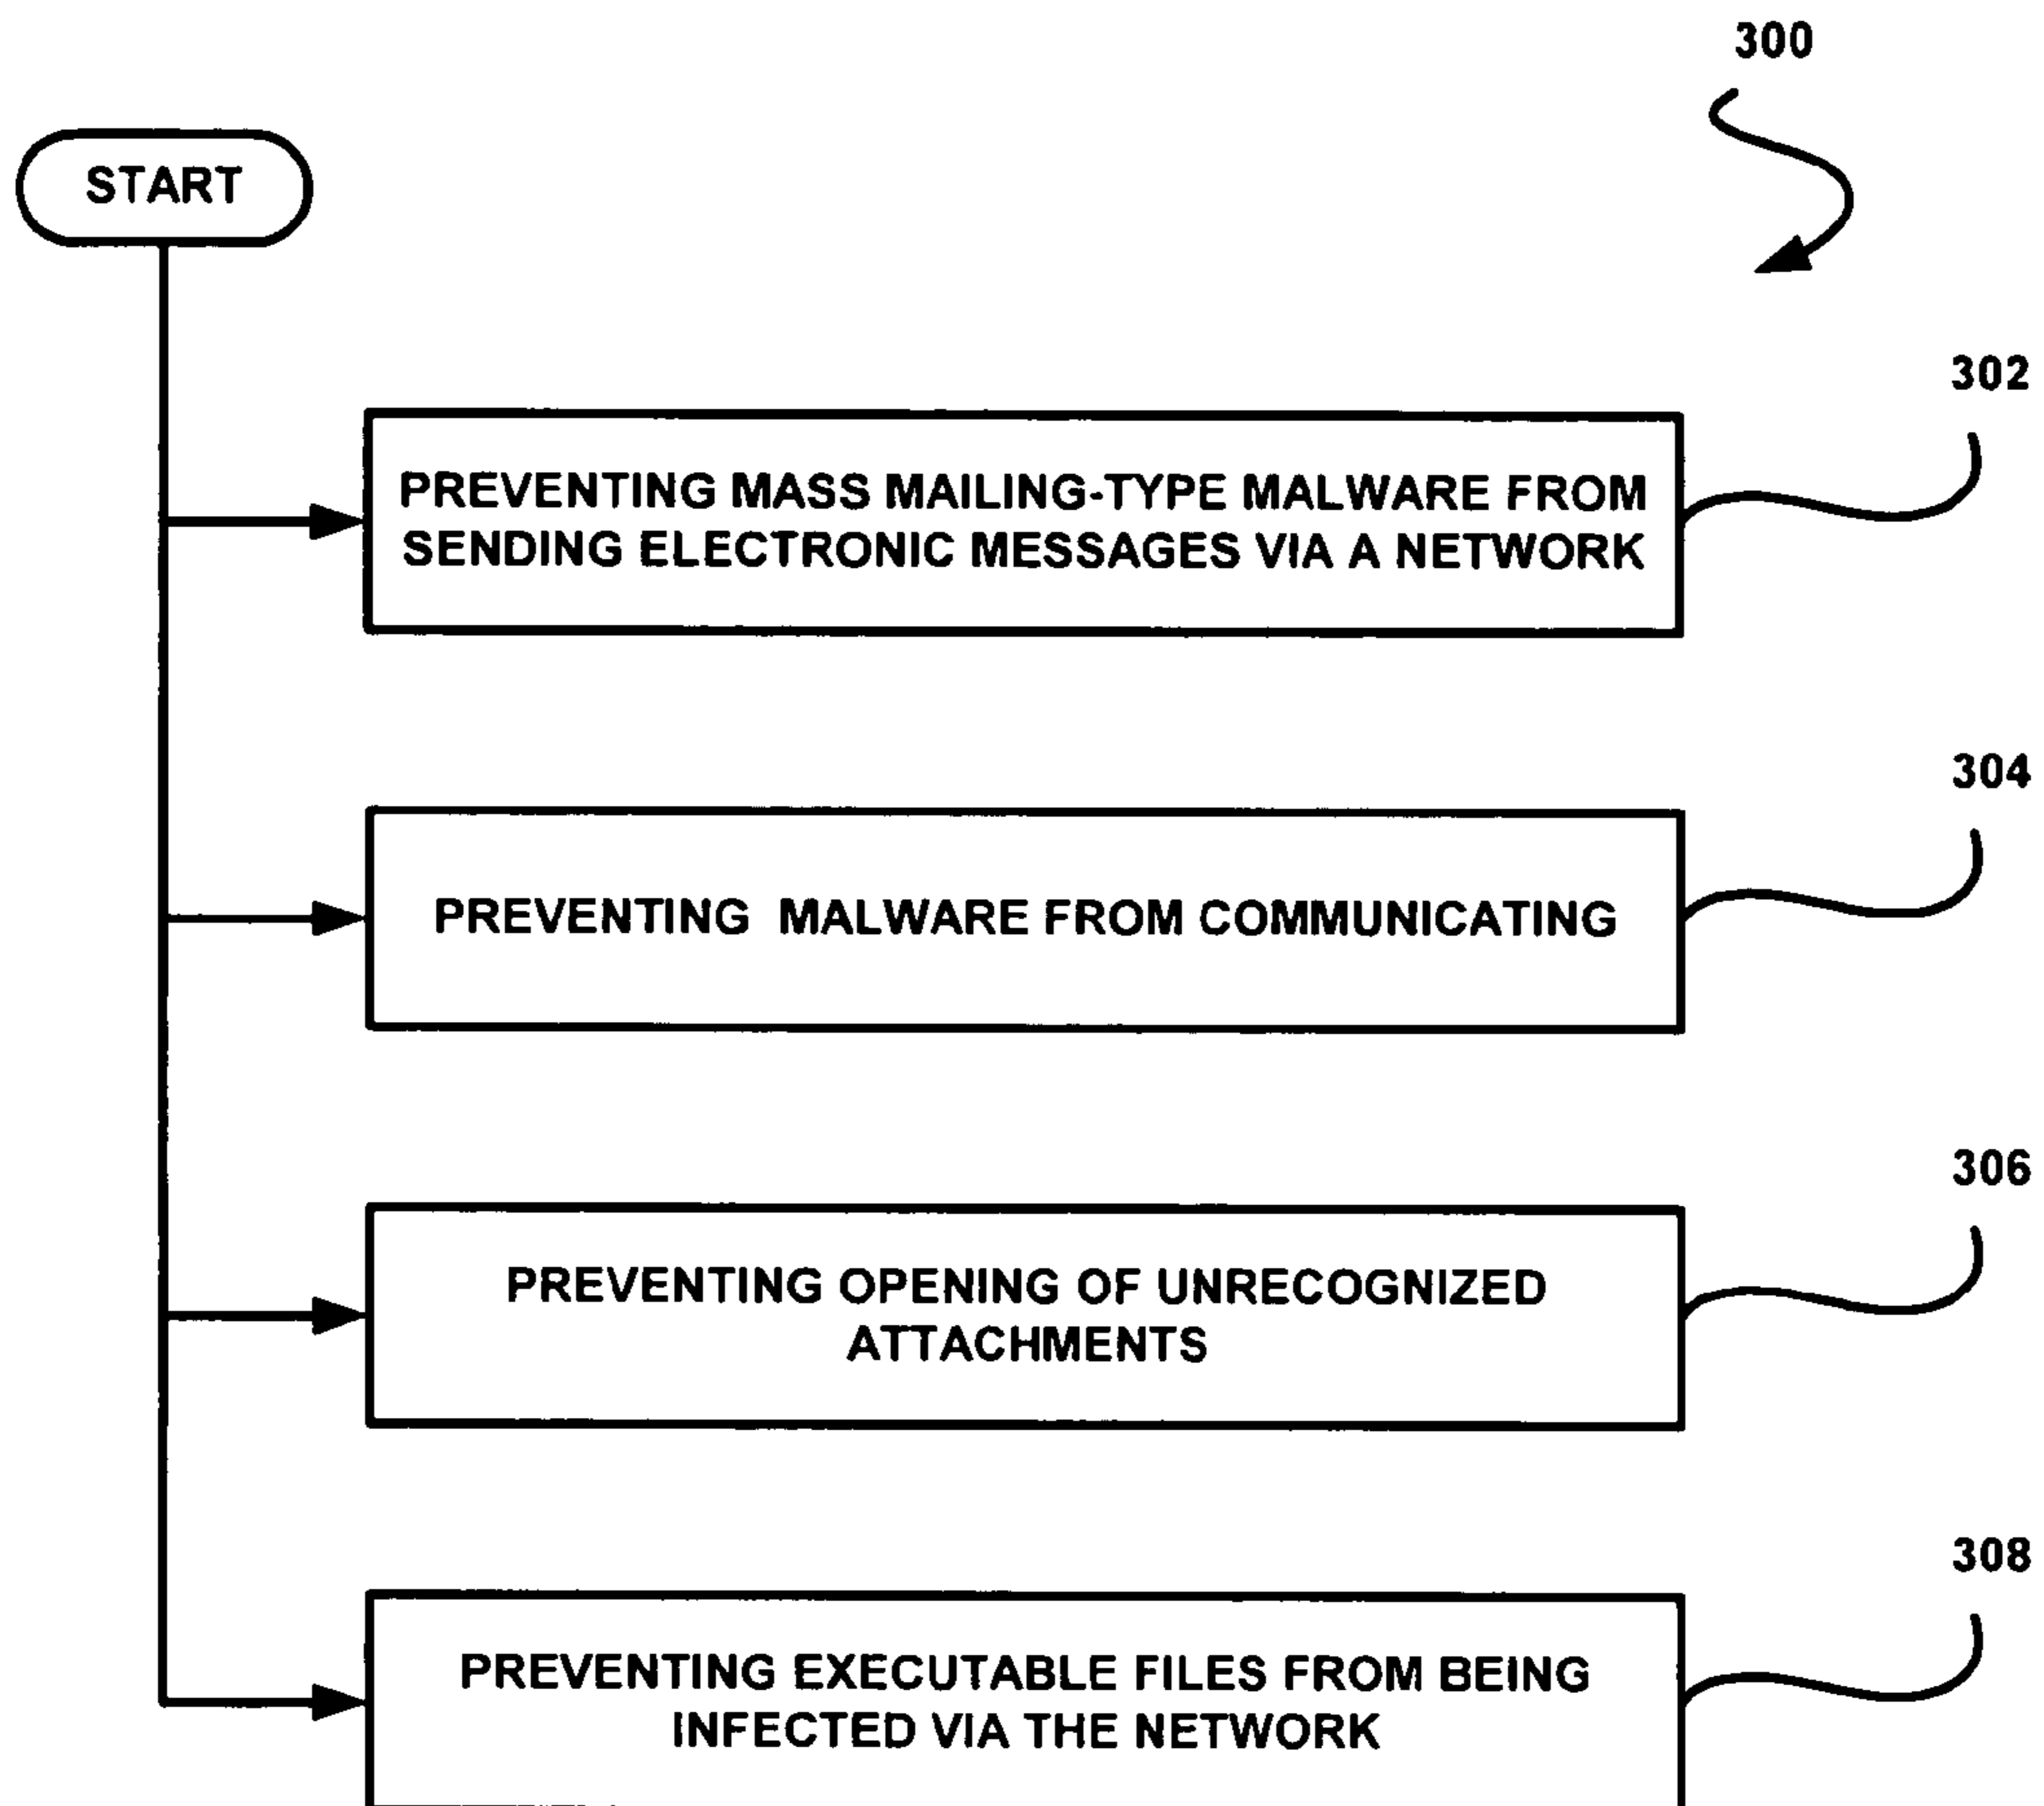 300
START
302
PREVENTING MASS MAILING-TYPE MALWARE FROM
SENDING ELECTRONIC MESSAGES VIA A NETWORK
304
PREVENTING MALWARE FROM COMMUNICATING
306
PREVENTING OPENING OF UNRECOGNIZED
ATTACHMENTS
308
PREVENTING EXECUTABLE FILES FROM BEING
INFECTED VIA THE NETWORK